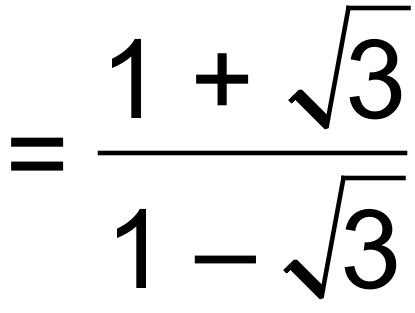 = 
1 + √3
1 − √3